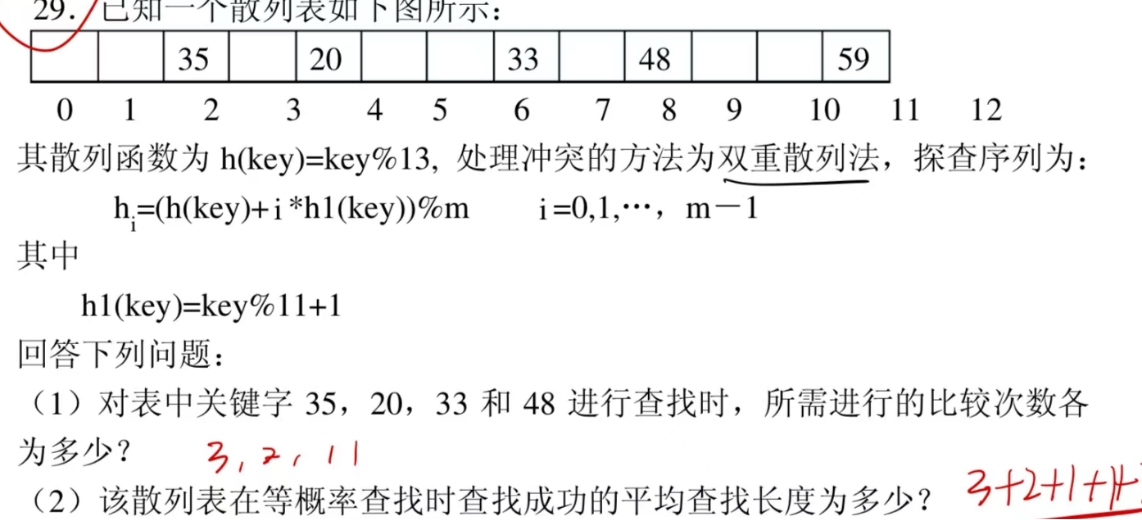 29. 已知一个散列表如下图所示：
35 20 33 48 59
0 1 2 3 4 5 6 7 8 9 10 11 12
其散列函数为 h(key)=key%13, 处理冲突的方法为双重散列法，探查序列为：
hi=(h(key)+i*h1(key))%m i=0,1,…，m－1
其中
h1(key)=key%11+1
回答下列问题：
（1）对表中关键字 35，20，33 和 48 进行查找时，所需进行的比较次数各
为多少？ 3, 2, 1 1
（2）该散列表在等概率查找时查找成功的平均查找长度为多少？ 3+2+1+1+